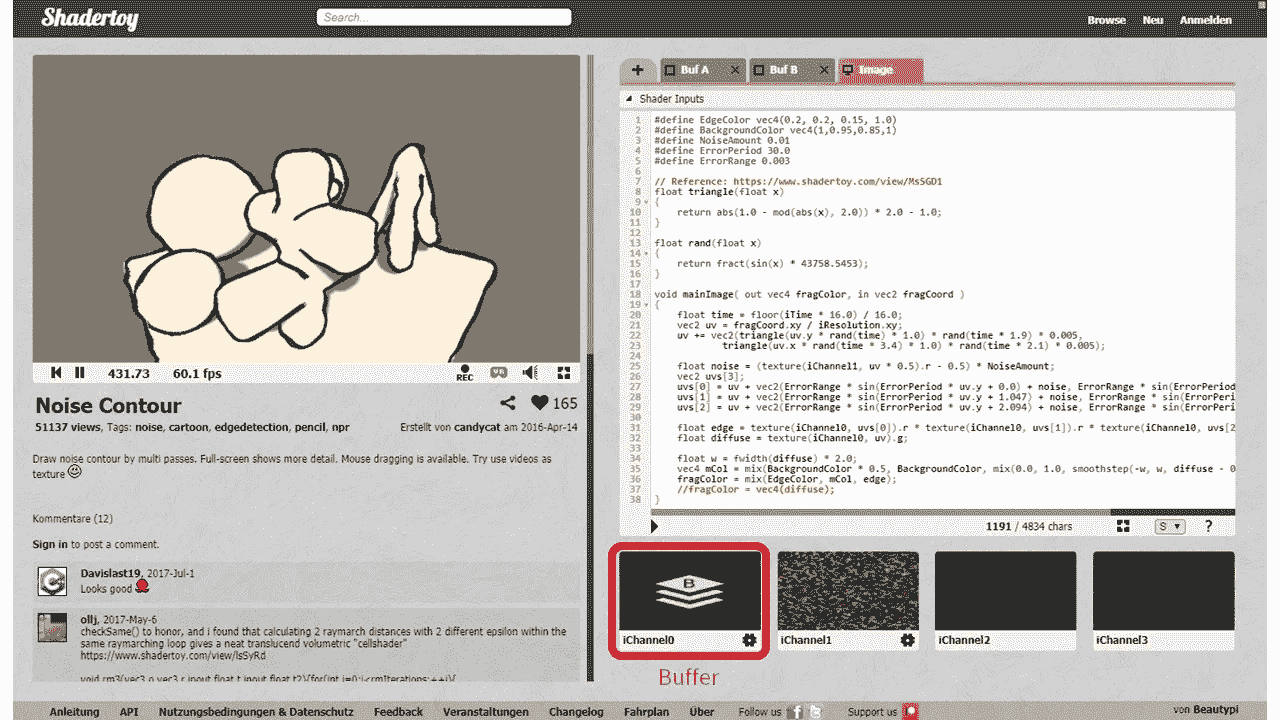 Shadertoy
Search...
Browse Neu Anmelden
Buf A Buf B Image
Shader Inputs
1 #define EdgeColor vec4(0.2, 0.2, 0.15, 1.0)
2 #define BackgroundColor vec4(1,0.95,0.85,1)
3 #define NoiseAmount 0.01
4 #define ErrorPeriod 30.0
5 #define ErrorRange 0.003
6
7 // Reference: https://www.shadertoy.com/view/MsSGD1
8 float triangle(float x)
9 {
10 return abs(1.0 - mod(abs(x), 2.0)) * 2.0 - 1.0;
11 }
12
13 float rand(float x)
14 {
15 return fract(sin(x) * 43758.5453);
16 }
17
18 void mainImage( out vec4 fragColor, in vec2 fragCoord )
19 {
20 float time = floor(iTime * 16.0) / 16.0;
21 vec2 uv = fragCoord.xy / iResolution.xy;
22 uv += vec2(triangle(uv.y * rand(time) * 1.0) * rand(time * 1.9) * 0.005,
23 triangle(uv.x * rand(time * 3.4) * 1.0) * rand(time * 2.1) * 0.005);
24
25 float noise = (texture(iChannel1, uv * 0.5).r - 0.5) * NoiseAmount;
26 vec2 uvs[3];
27 uvs[0] = uv + vec2(ErrorRange * sin(ErrorPeriod * uv.y + 0.0) + noise, ErrorRange * sin(ErrorPeriod
28 uvs[1] = uv + vec2(ErrorRange * sin(ErrorPeriod * uv.y + 1.047) + noise, ErrorRange * sin(ErrorPeri
29 uvs[2] = uv + vec2(ErrorRange * sin(ErrorPeriod * uv.y + 2.094) + noise, ErrorRange * sin(ErrorPeri
30
31 float edge = texture(iChannel0, uvs[0]).r * texture(iChannel0, uvs[1]).r * texture(iChannel0, uvs[2
32 float diffuse = texture(iChannel0, uv).g;
33
34 float w = fwidth(diffuse) * 2.0;
35 vec4 mCol = mix(BackgroundColor * 0.5, BackgroundColor, mix(0.0, 1.0, smoothstep(-w, w, diffuse - 0
36 fragColor = mix(EdgeColor, mCol, edge);
37 //fragColor = vec4(diffuse);
38 }
1191 / 4834 chars S ?
431.73 60.1 fps REC VR
Noise Contour 165
51137 views, Tags: noise, cartoon, edgedetection, pencil, npr Erstellt von candycat am 2016-Apr-14
Draw noise contour by multi passes. Full-screen shows more detail. Mouse dragging is available. Try use videos as
texture
Kommentare (12)
Sign in to post a comment.
Davislast19, 2017-Jul-1
Looks good
ollj, 2017-May-6
checkSame() to honor, and i found that calculating 2 raymarch distances with 2 different epsilon within the
same raymarching loop gives a neat translucend volumetric "cellshader"
https://www.shadertoy.com/view/lsSyRd
void rm3(vec3 o,vec3 r,inout float t,inout float t2){for(int i=0;i<rmIterations;++i){
B
iChannel0 iChannel1 iChannel2 iChannel3
Buffer
Anleitung API Nutzungsbedingungen & Datenschutz Feedback Veranstaltungen Changelog Fahrplan Über Follow us Support us von Beautypi